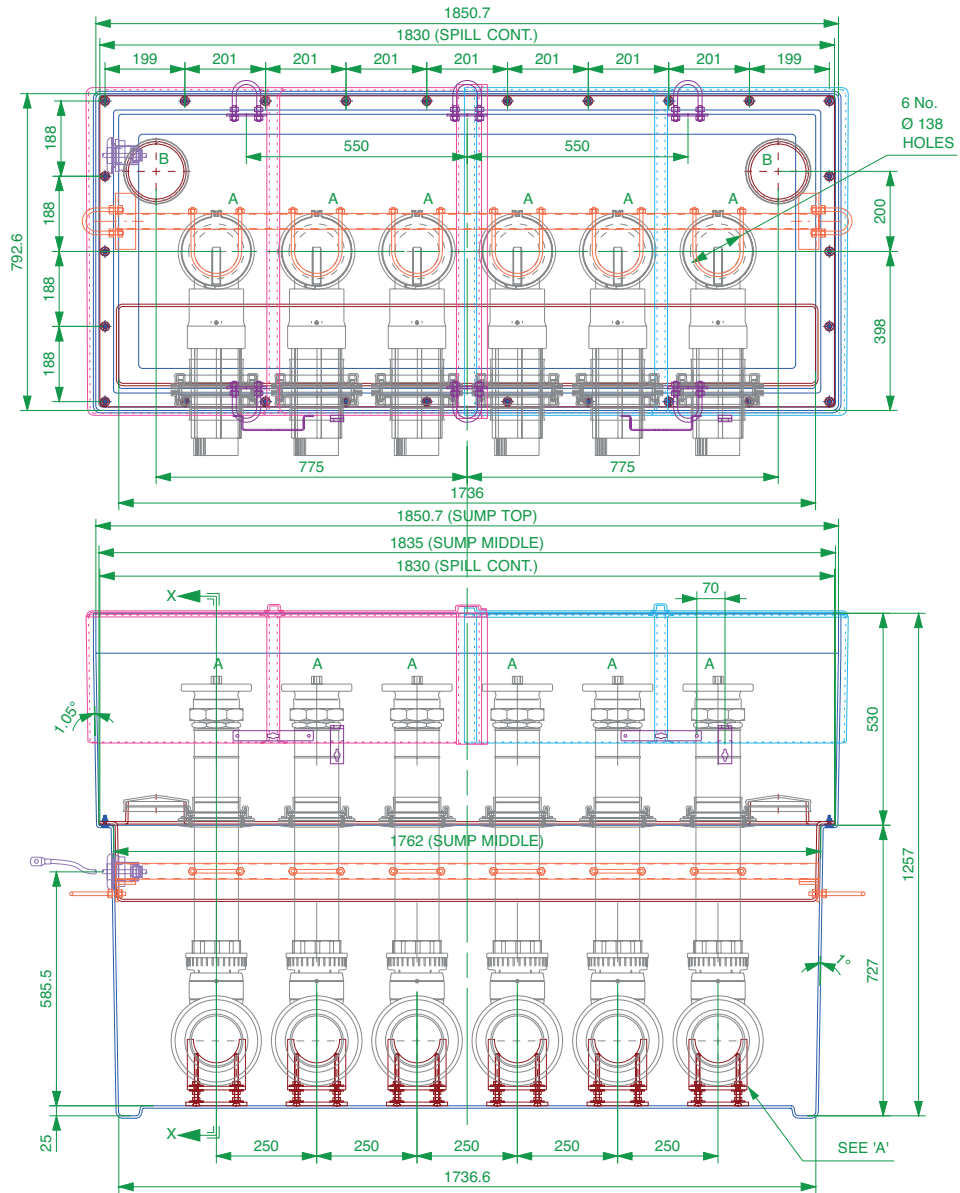 1850.7
1830 (SPILL CONT.)
199 201 201 201 201 201 201 201 199
6 No.
Ø 138
HOLES
188
550 550
B B
A A A A A A
188
200
792.6
188
398
188
775 775
1736
1850.7 (SUMP TOP)
1835 (SUMP MIDDLE)
1830 (SPILL CONT.)
X 70
A A A A A A
1.05°
530
1762 (SUMP MIDDLE)
1257
1°
727
585.5
25
X
250 250 250 250 250
SEE 'A'
1736.6